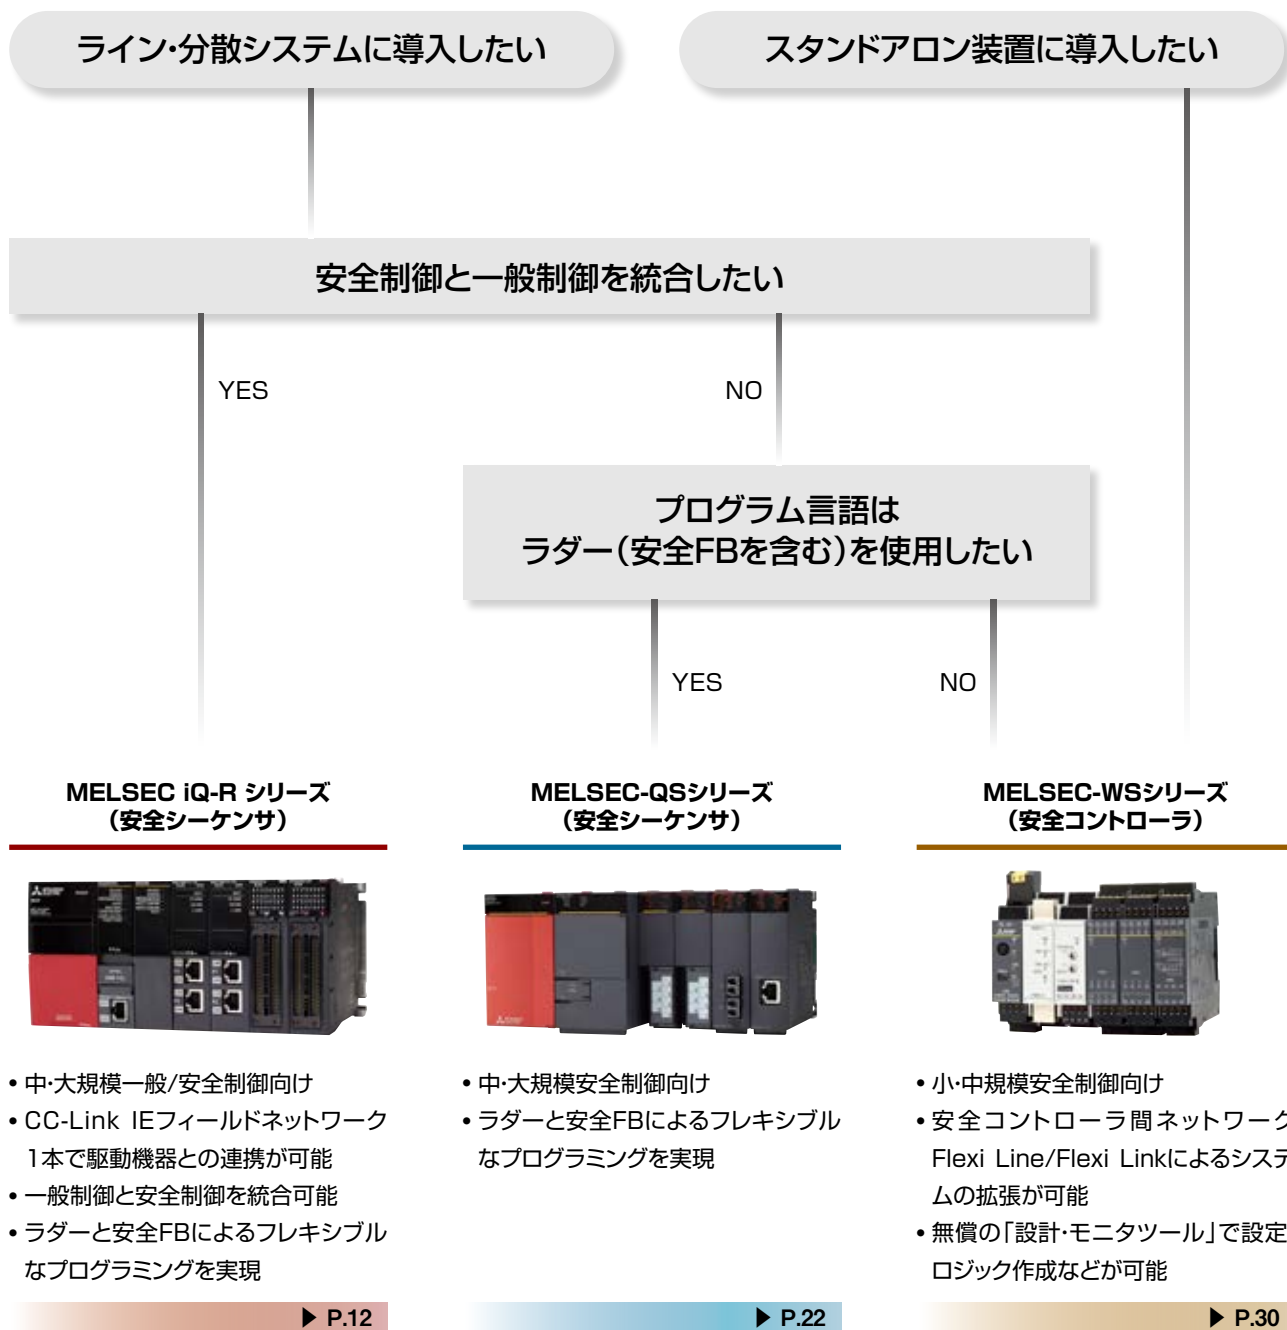 ライン・分散システムに導入したい
スタンドアロン装置に導入したい
安全制御と一般制御を統合したい
YES
NO
プログラム言語は
ラダー（安全FBを含む）を使用したい
YES
NO
MELSEC iQ-R シリーズ
（安全シーケンサ）
・中・大規模一般/安全制御向け
・CC-Link IEフィールドネットワーク
1本で駆動機器との連携が可能
・一般制御と安全制御を統合可能
・ラダーと安全FBによるフレキシブル
なプログラミングを実現
▶ P.12
MELSEC-QSシリーズ
（安全シーケンサ）
・中・大規模安全制御向け
・ラダーと安全FBによるフレキシブル
なプログラミングを実現
▶ P.22
MELSEC-WSシリーズ
（安全コントローラ）
・小・中規模安全制御向け
・安全コントローラ間ネットワーク
Flexi Line/Flexi Linkによるシステ
ムの拡張が可能
・無償の「設計・モニタツール」で設定
ロジック作成などが可能
▶ P.30